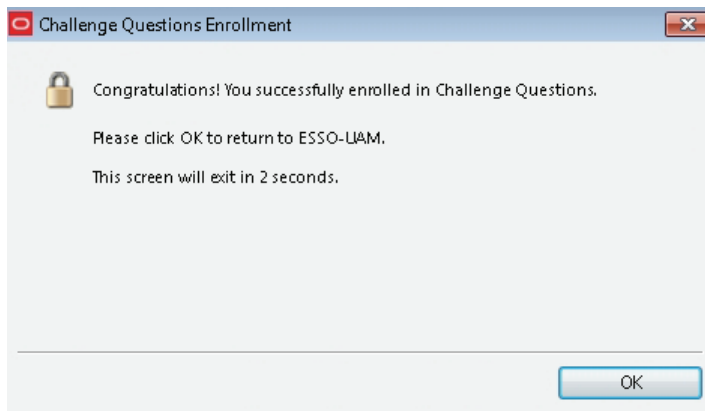 Challenge Questions Enrollment
Congratulations! You successfully enrolled in Challenge Questions.
Please click OK to return to ESSO-UAM.
This screen will exit in 2 seconds.
OK